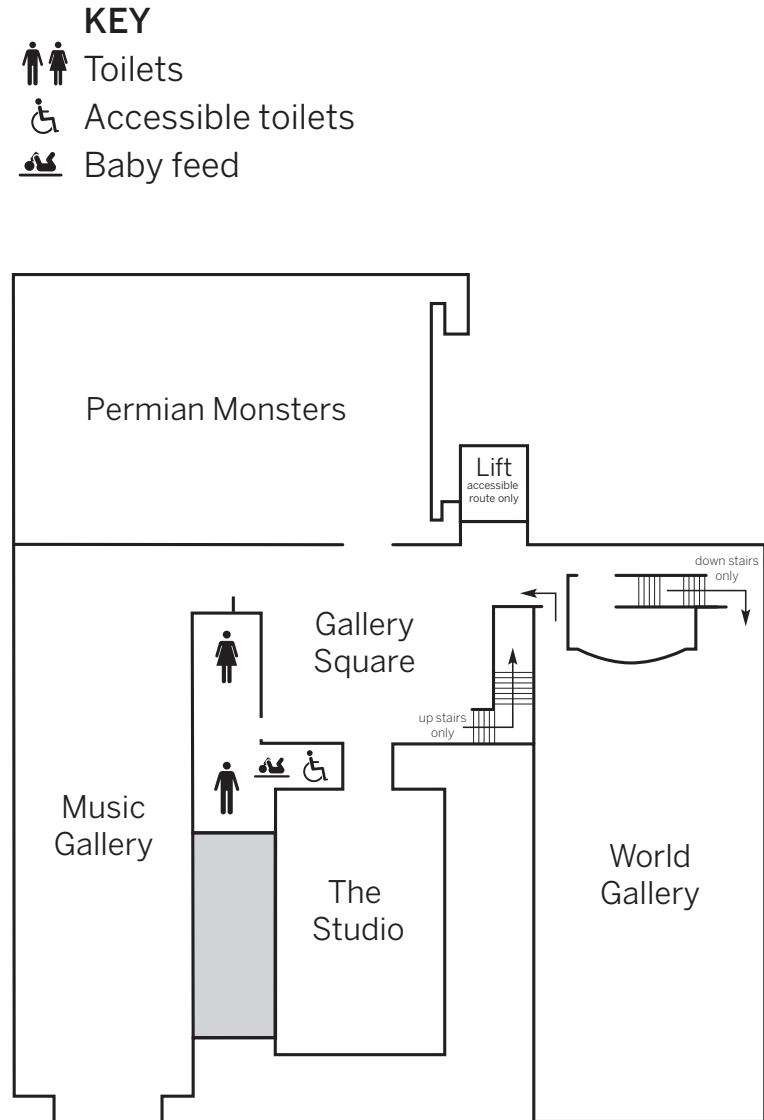 KEY
Toilets
Accessible toilets
Baby feed
Permian Monsters
Lift
accessible
route only
down stairs
only
Gallery
Square
up stairs
only
Music
Gallery
World
Gallery
The
Studio